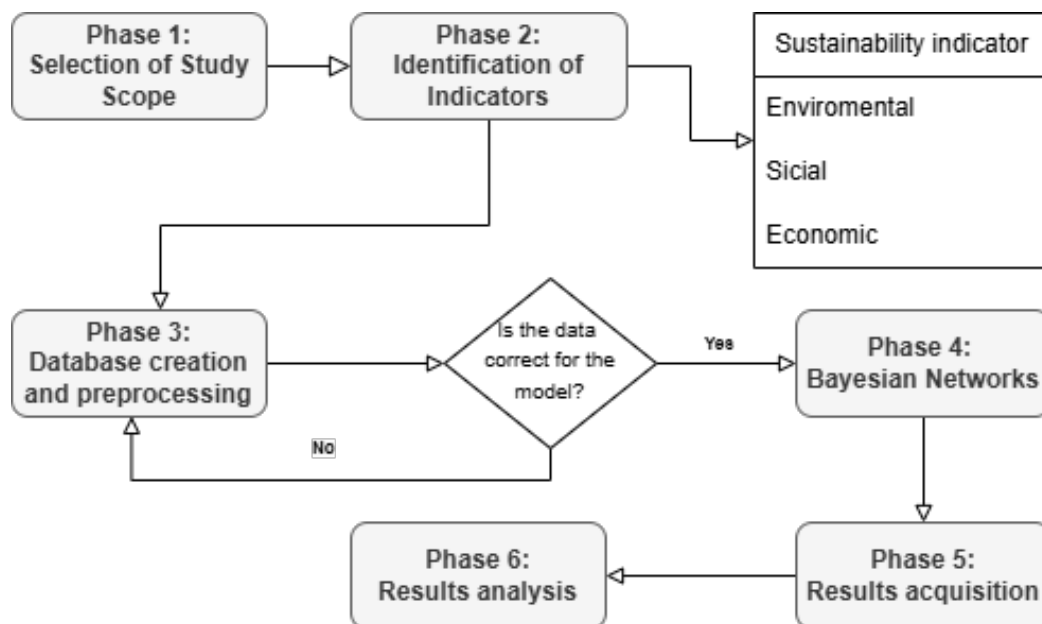 Phase 1:
Selection of Study
Scope
Phase 2:
Identification of
Indicators
Sustainability indicator
Enviromental
Sicial
Economic
Phase 3:
Database creation
and preprocessing
Is the data
correct for the
model?
Yes
Phase 4:
Bayesian Networks
No
Phase 6:
Results analysis
Phase 5:
Results acquisition